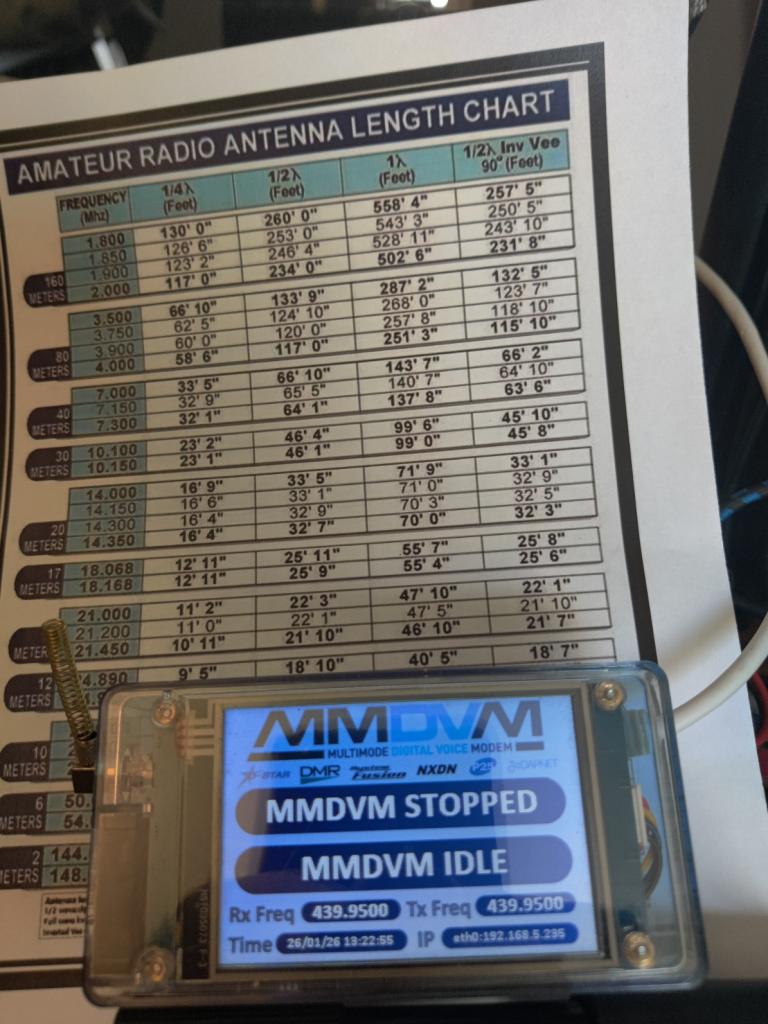 AMATEUR RADIO ANTENNA LENGTH CHART
FREQUENCY (Mhz) 1/4λ (Feet) 1/2λ (Feet) 1λ (Feet) 1/2λ Inv Vee 90° (Feet)
1.800 130' 0" 260' 0" 558' 4" 257' 5"
1.850 126' 6" 253' 0" 543' 3" 250' 5"
1.900 123' 2" 246' 4" 528' 11" 243' 10"
160 METERS 2.000 117' 0" 234' 0" 502' 6" 231' 8"
3.500 66' 10" 133' 9" 287' 2" 132' 5"
3.750 62' 5" 124' 10" 268' 0" 123' 7"
3.900 60' 0" 120' 0" 257' 8" 118' 10"
80 METERS 4.000 58' 6" 117' 0" 251' 3" 115' 10"
7.000 33' 5" 66' 10" 143' 7" 66' 2"
7.150 32' 9" 65' 5" 140' 7" 64' 10"
40 METERS 7.300 32' 1" 64' 1" 137' 8" 63' 6"
10.100 23' 2" 46' 4" 99' 6" 45' 10"
30 METERS 10.150 23' 1" 46' 1" 99' 0" 45' 8"
14.000 16' 9" 33' 5" 71' 9" 33' 1"
14.150 16' 6" 33' 1" 71' 0" 32' 9"
14.300 16' 4" 32' 9" 70' 3" 32' 5"
20 METERS 14.350 16' 4" 32' 7" 70' 0" 32' 3"
18.068 12' 11" 25' 11" 55' 7" 25' 8"
17 METERS 18.168 12' 11" 25' 9" 55' 4" 25' 6"
21.000 11' 2" 22' 3" 47' 10" 22' 1"
21.200 11' 0" 22' 1" 47' 5" 21' 10"
METER 21.450 10' 11" 21' 10" 46' 10" 21' 7"
12 METERS .890 9' 5" 18' 10" 40' 5" 18' 7"
10 METERS
6 METERS 50.
54.
2 METERS 144.
148.
MMDVM
MULTIMODE DIGITAL VOICE MODEM
D-STAR DMR System Fusion NXDN P25 DAPNET
MMDVM STOPPED
MMDVM IDLE
Rx Freq 439.9500 Tx Freq 439.9500
Time 26/01/26 13:22:55 IP eth0:192.168.5.235